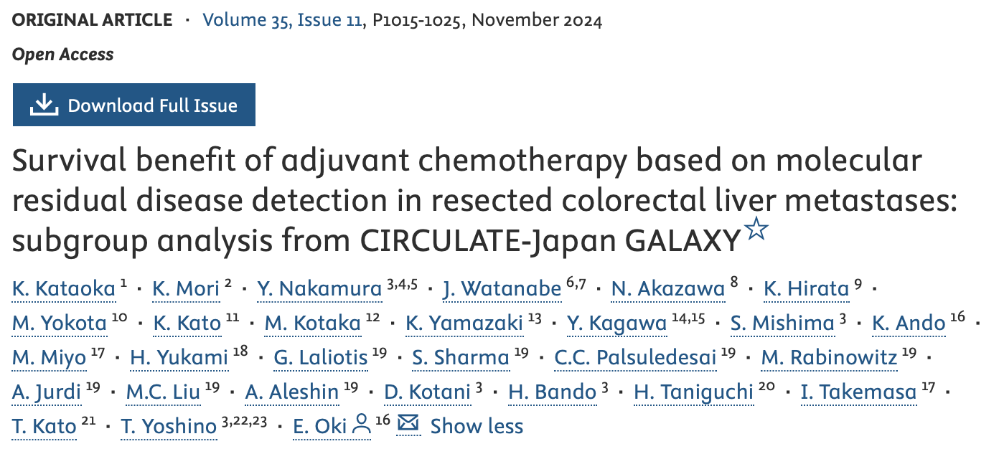 ORIGINAL ARTICLE · Volume 35, Issue 11, P1015-1025, November 2024
Open Access
Download Full Issue
Survival benefit of adjuvant chemotherapy based on molecular
residual disease detection in resected colorectal liver metastases:
subgroup analysis from CIRCULATE-Japan GALAXY☆
K. Kataoka 1 · K. Mori 2 · Y. Nakamura 3,4,5 · J. Watanabe 6,7 · N. Akazawa 8 · K. Hirata 9 ·
M. Yokota 10 · K. Kato 11 · M. Kotaka 12 · K. Yamazaki 13 · Y. Kagawa 14,15 · S. Mishima 3 · K. Ando 16 ·
M. Miyo 17 · H. Yukami 18 · G. Laliotis 19 · S. Sharma 19 · C.C. Palsuledesai 19 · M. Rabinowitz 19 ·
A. Jurdi 19 · M.C. Liu 19 · A. Aleshin 19 · D. Kotani 3 · H. Bando 3 · H. Taniguchi 20 · I. Takemasa 17 ·
T. Kato 21 · T. Yoshino 3,22,23 · E. Oki 16 Show less